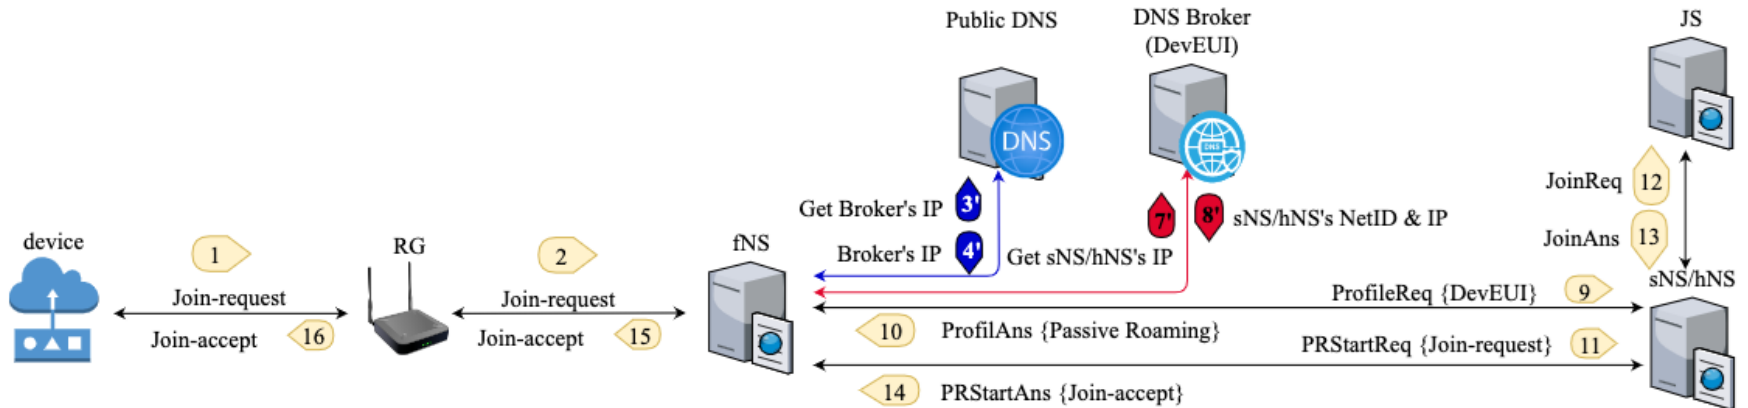 Public DNS
DNS Broker
(DevEUI)
JS
DNS
DNS
JoinReq
12
Get Broker's IP
3'
7'
8'
sNS/hNS's NetID & IP
JoinAns
13
device
RG
fNS
1
2
Broker's IP
4'
Get sNS/hNS's IP
sNS/hNS
Join-request
Join-request
ProfileReq {DevEUI}
9
Join-accept
16
Join-accept
15
10
ProfilAns {Passive Roaming}
PRStartReq {Join-request}
11
14
PRStartAns {Join-accept}